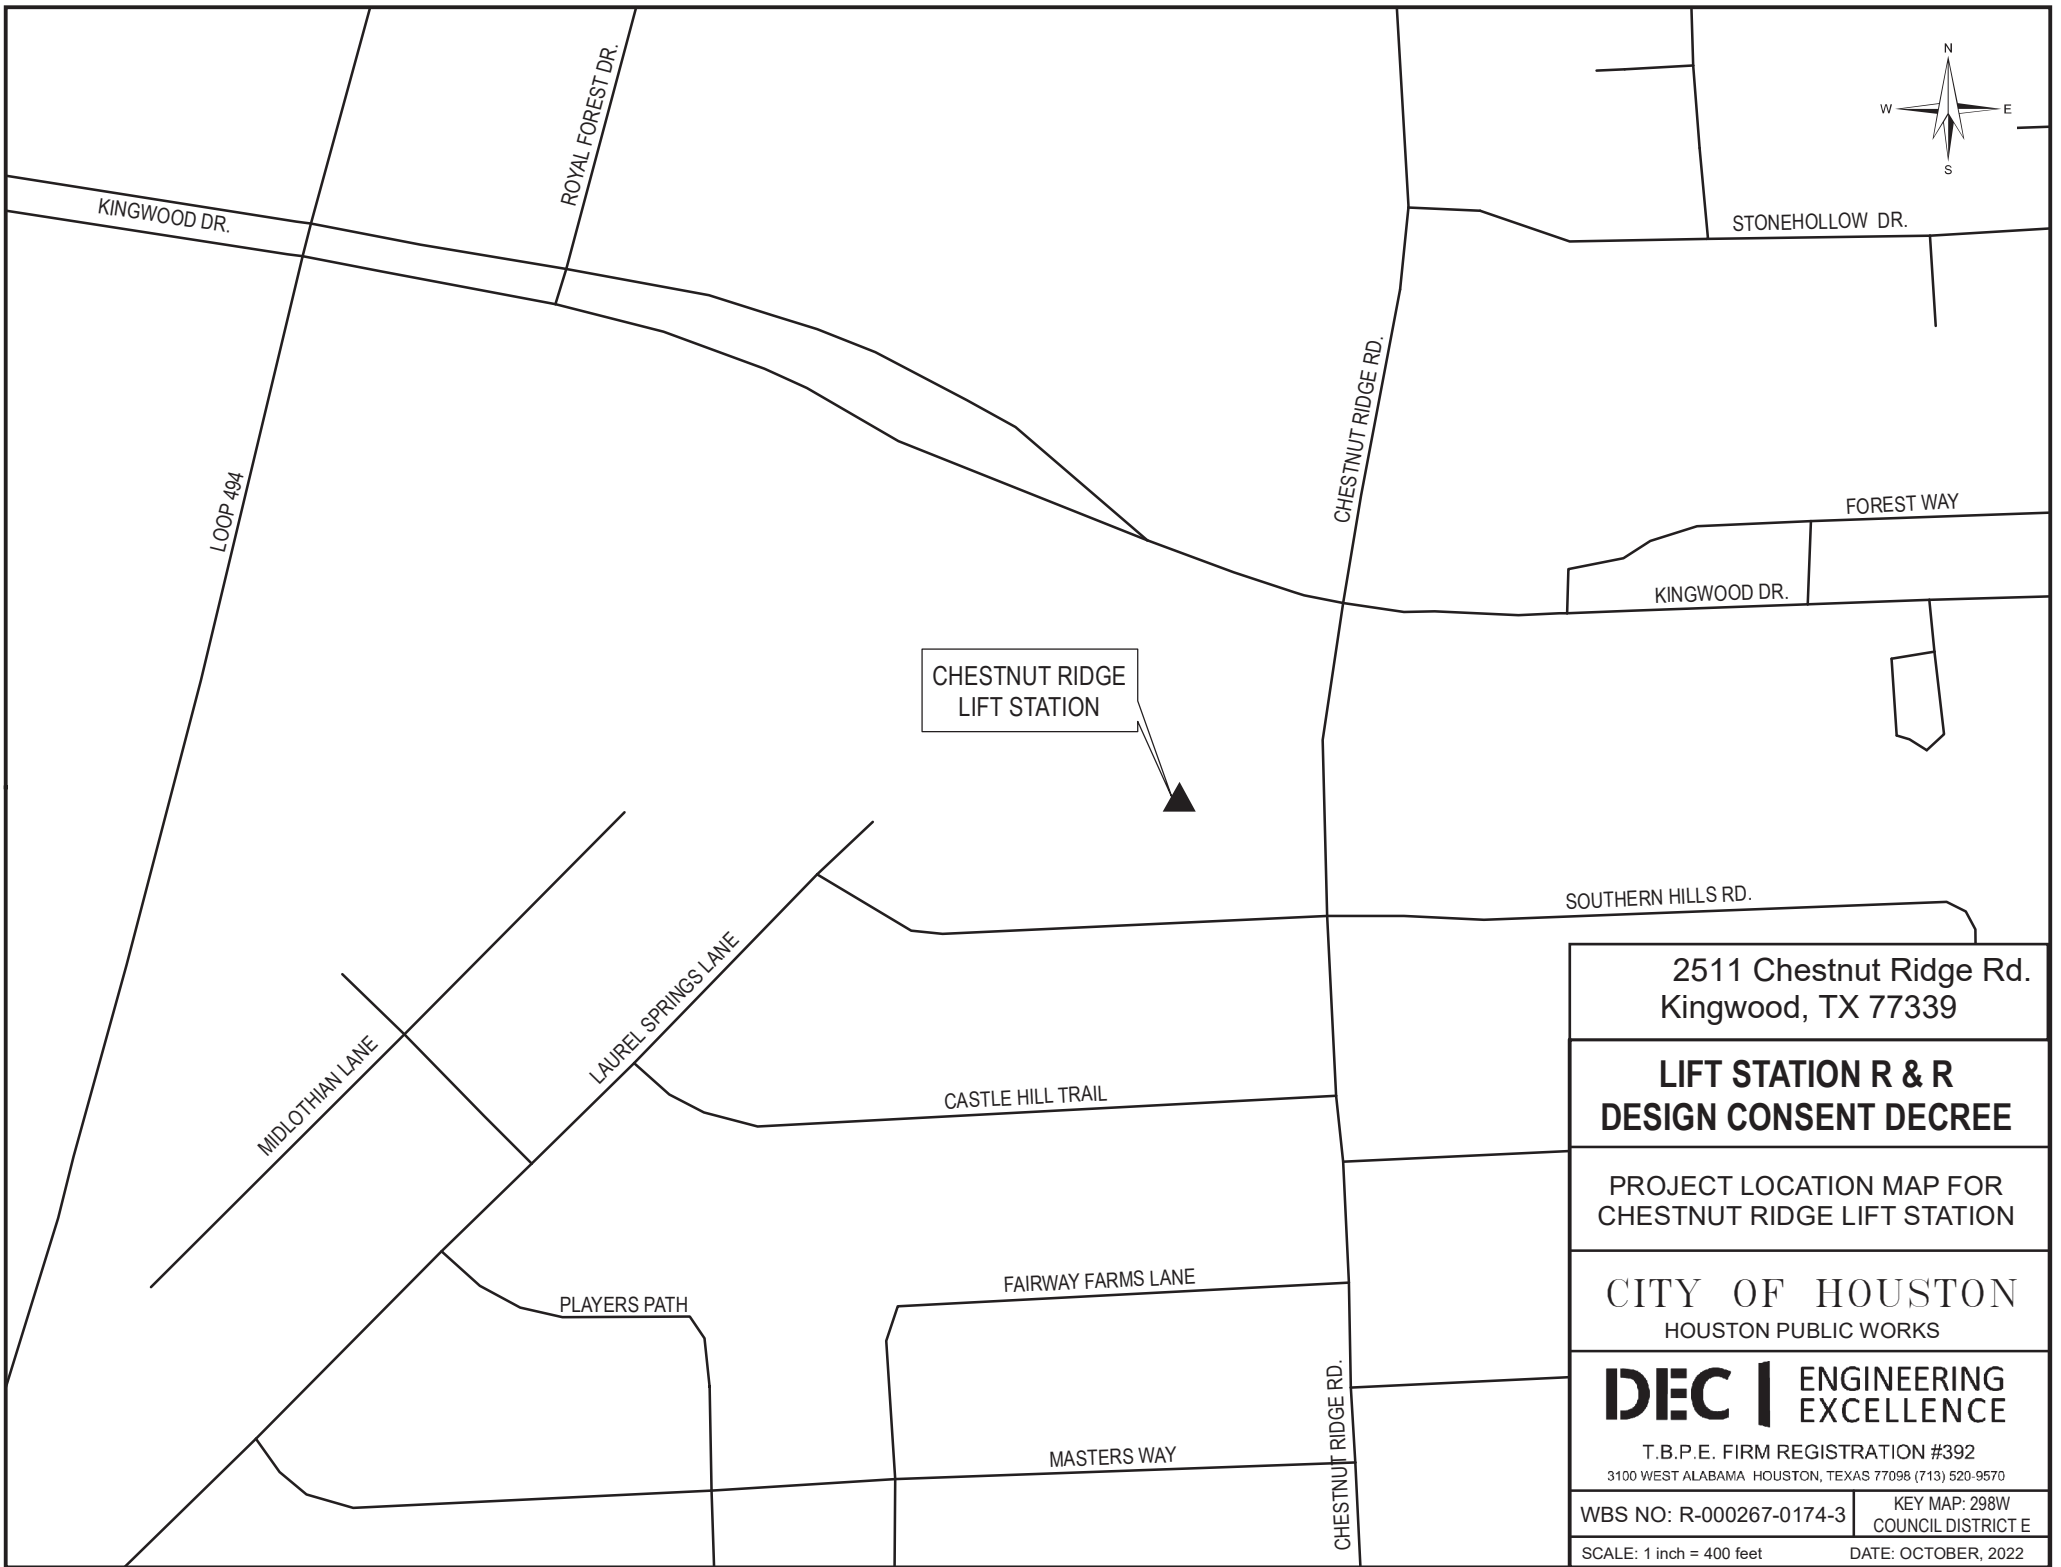 N
W E
S
ROYAL FOREST DR.
KINGWOOD DR.
STONEHOLLOW DR.
CHESTNUT RIDGE RD.
LOOP 494
FOREST WAY
KINGWOOD DR.
CHESTNUT RIDGE
LIFT STATION
SOUTHERN HILLS RD.
LAUREL SPRINGS LANE
MIDLOTHIAN LANE
CASTLE HILL TRAIL
FAIRWAY FARMS LANE
PLAYERS PATH
MASTERS WAY
CHESTNUT RIDGE RD.
2511 Chestnut Ridge Rd.
Kingwood, TX 77339
LIFT STATION R & R
DESIGN CONSENT DECREE
PROJECT LOCATION MAP FOR
CHESTNUT RIDGE LIFT STATION
CITY OF HOUSTON
HOUSTON PUBLIC WORKS
DEC | ENGINEERING
EXCELLENCE
T.B.P.E. FIRM REGISTRATION #392
3100 WEST ALABAMA HOUSTON, TEXAS 77098 (713) 520-9570
WBS NO: R-000267-0174-3
KEY MAP: 298W
COUNCIL DISTRICT E
SCALE: 1 inch = 400 feet
DATE: OCTOBER, 2022